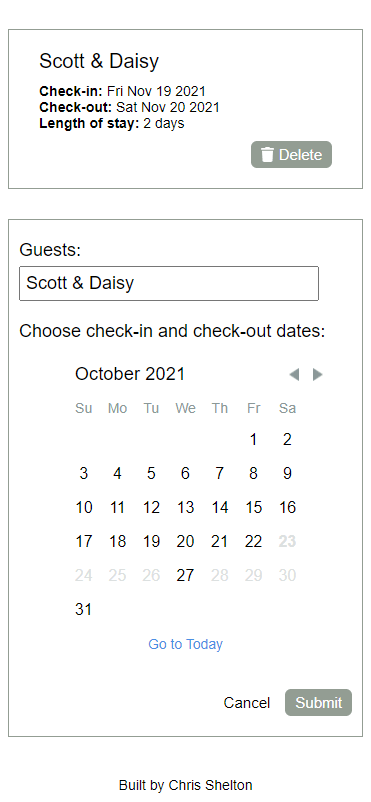 Scott & Daisy
Check-in: Fri Nov 19 2021
Check-out: Sat Nov 20 2021
Length of stay: 2 days
Delete
Guests:
Scott & Daisy
Choose check-in and check-out dates:
October 2021
Su Mo Tu We Th Fr Sa
1 2
3 4 5 6 7 8 9
10 11 12 13 14 15 16
17 18 19 20 21 22 23
24 25 26 27 28 29 30
31
Go to Today
Cancel Submit
Built by Chris Shelton